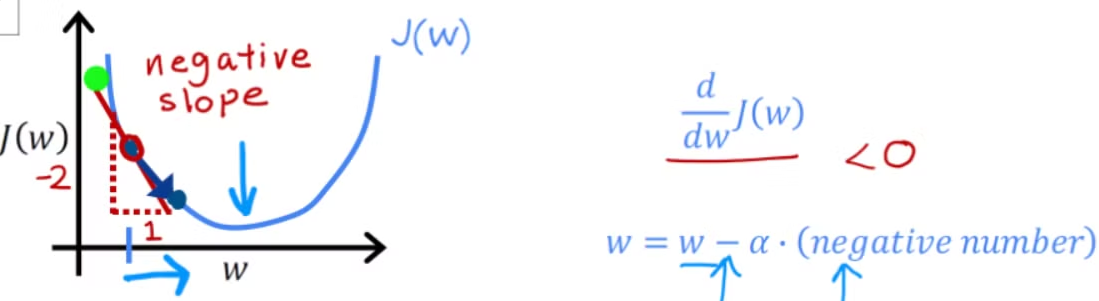 J(w)
negative
slope
J(w)
-2
1
w
d
dw
J(w)
<0
w = w − α · (negative number)